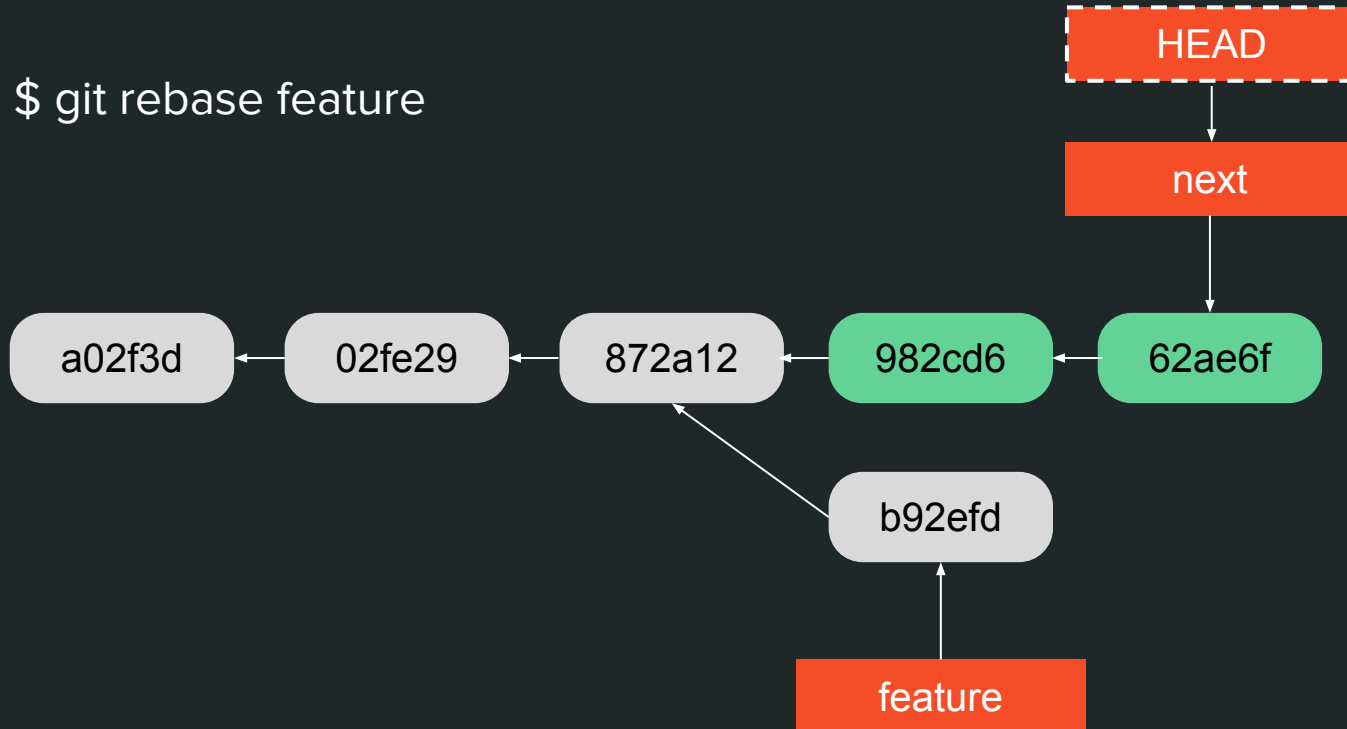 HEAD
$ git rebase feature
next
a02f3d
02fe29
872a12
982cd6
62ae6f
b92efd
feature